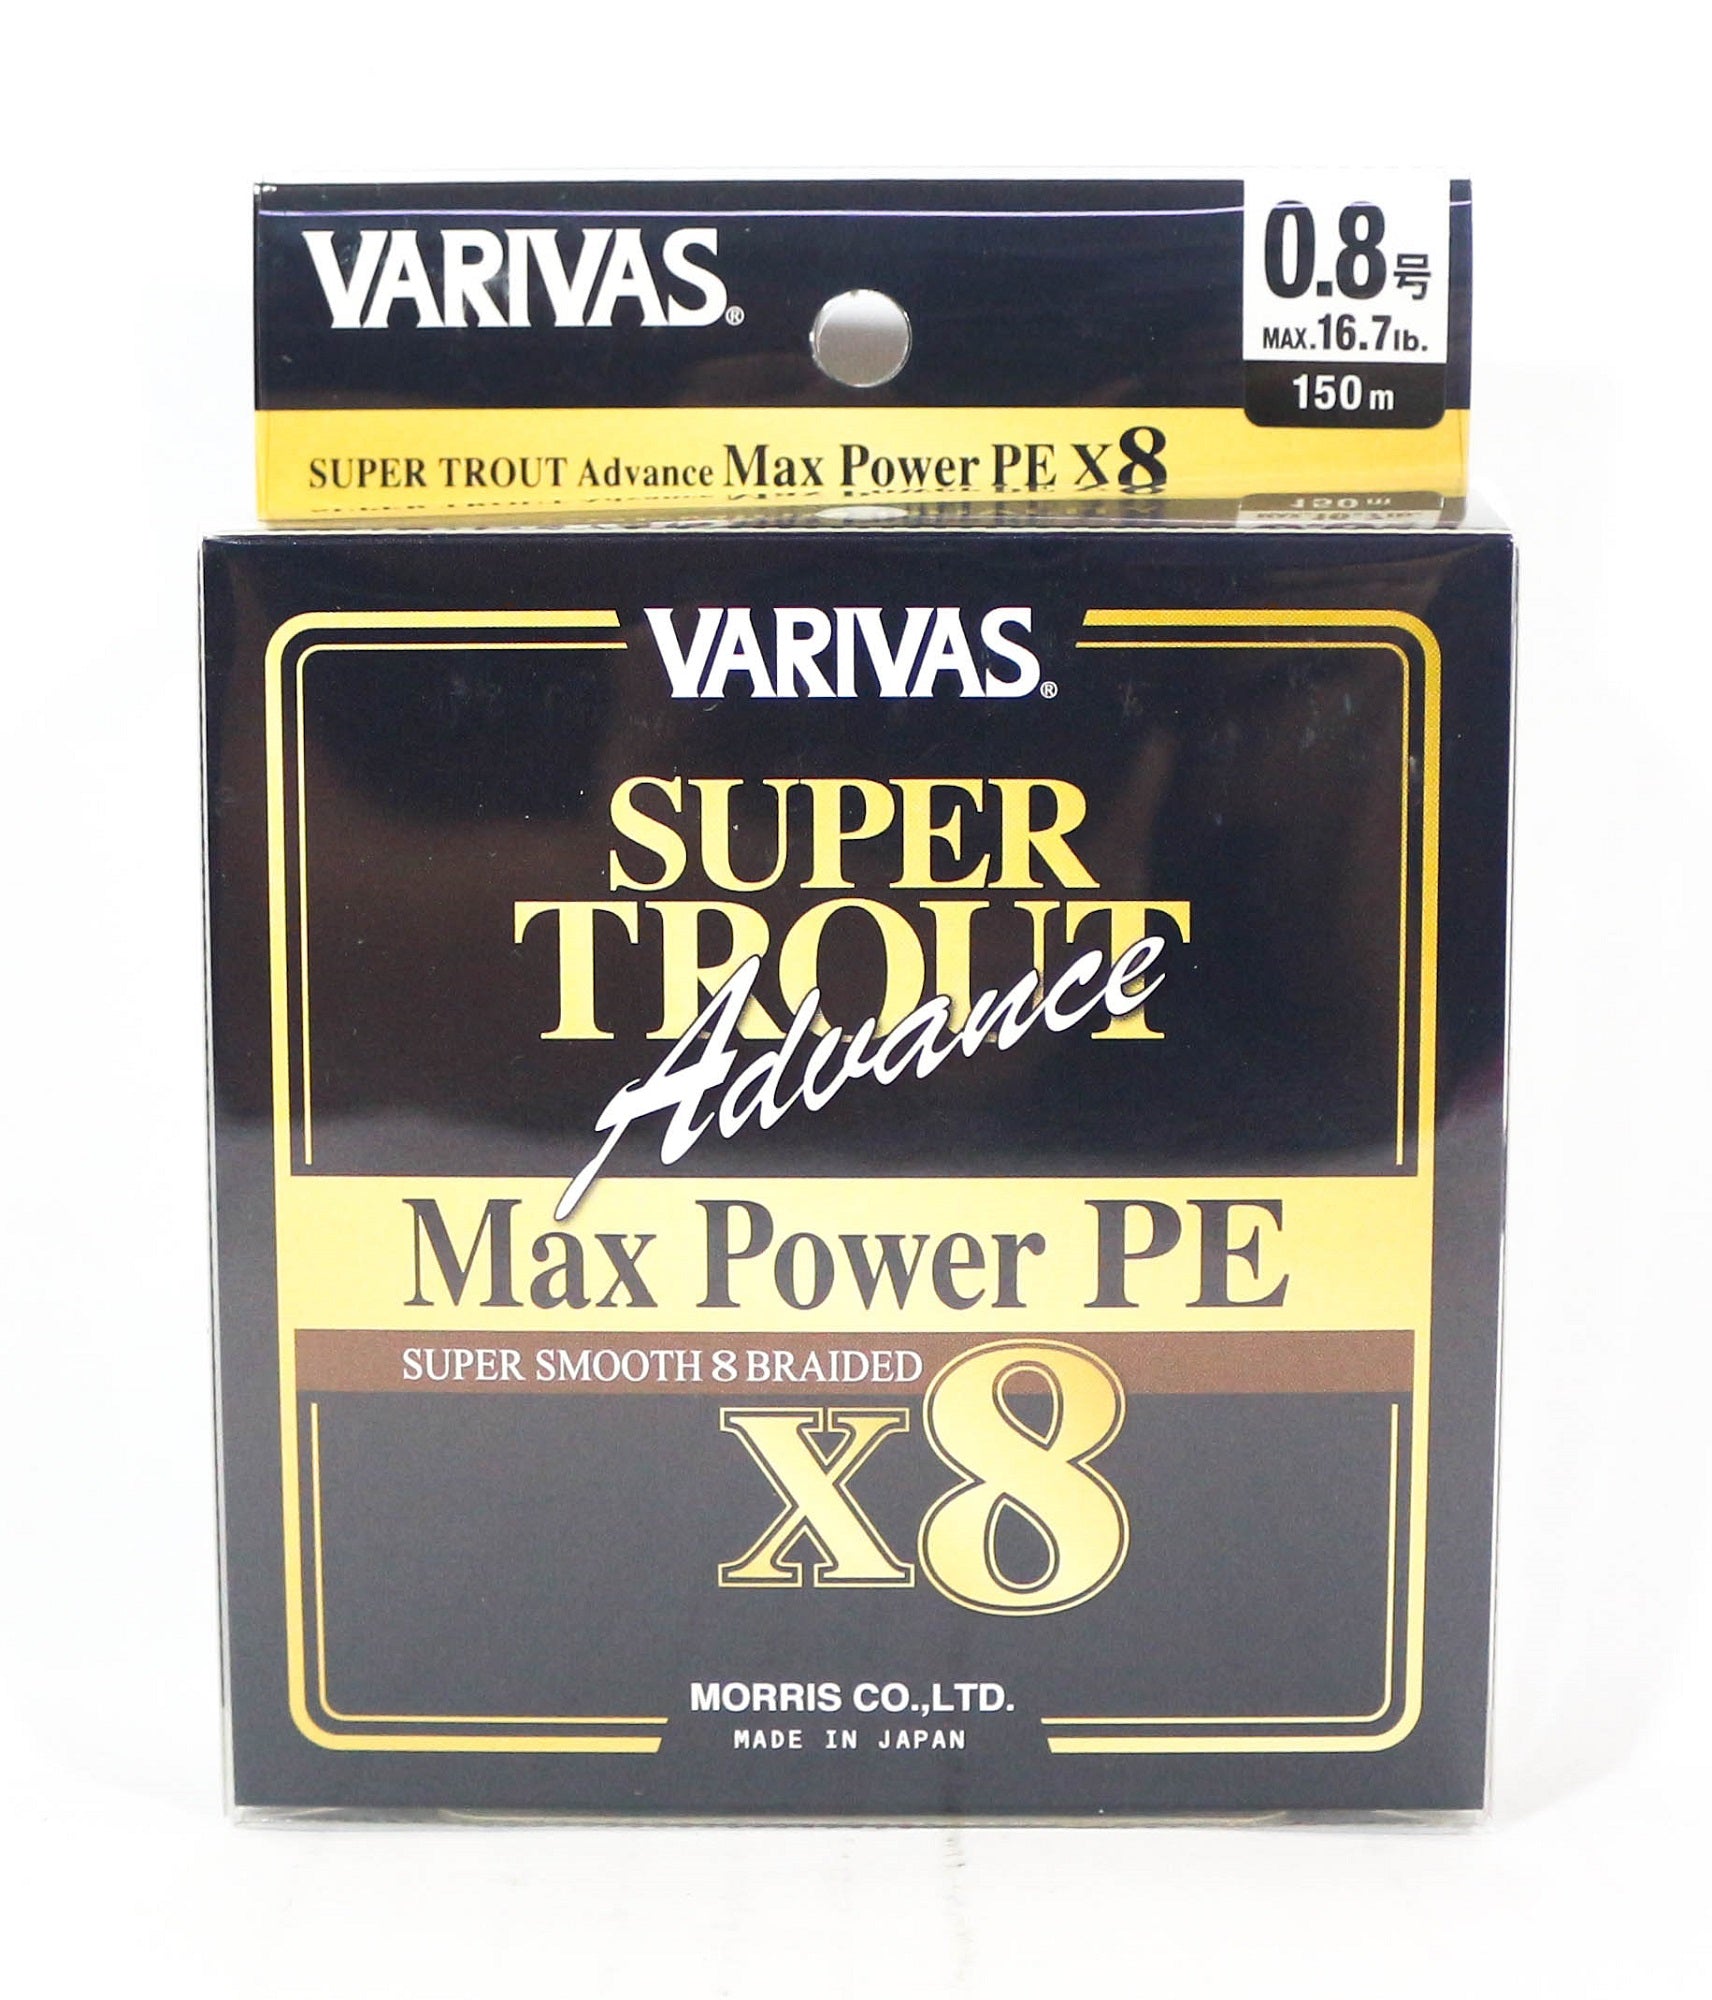 VARIVAS®
0.8号
MAX.16.7lb.
150m
SUPER TROUT Advance Max Power PE X8
VARIVAS®
SUPER
TROUT
Advance
Max Power PE
SUPER SMOOTH 8 BRAIDED
X8
MORRIS CO.,LTD.
MADE IN JAPAN